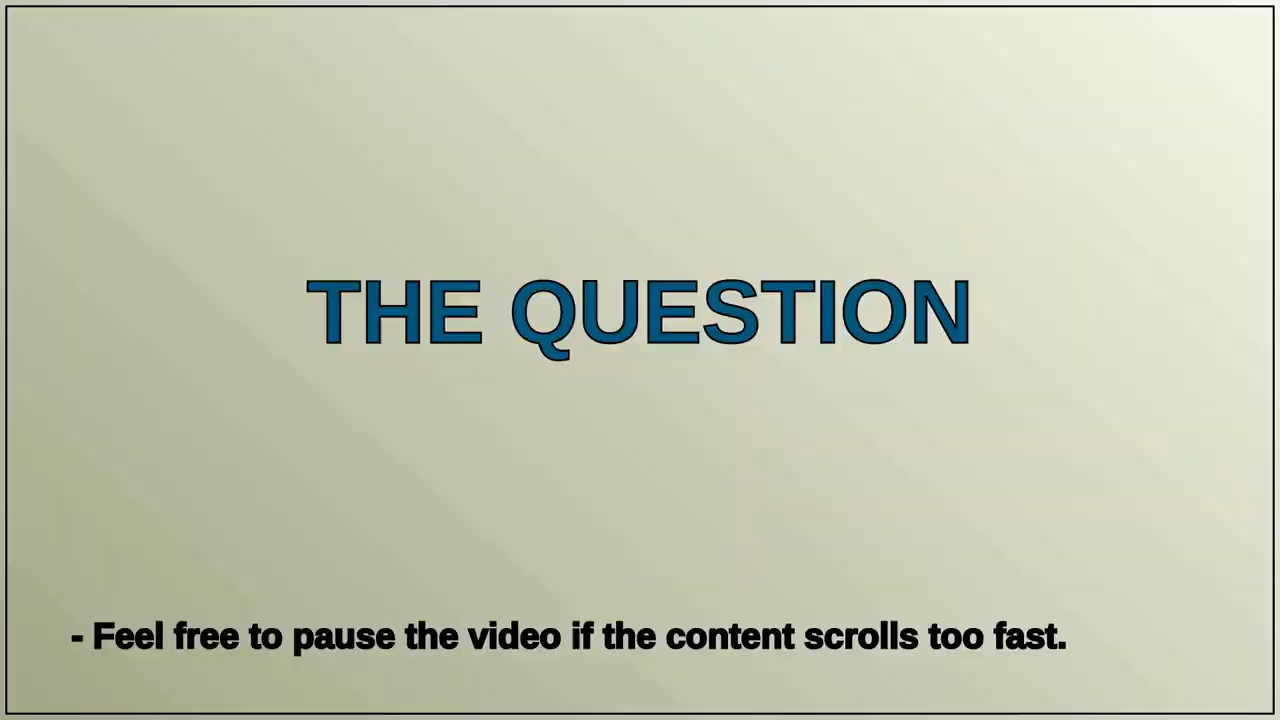 THE QUESTION
- Feel free to pause the video if the content scrolls too fast.